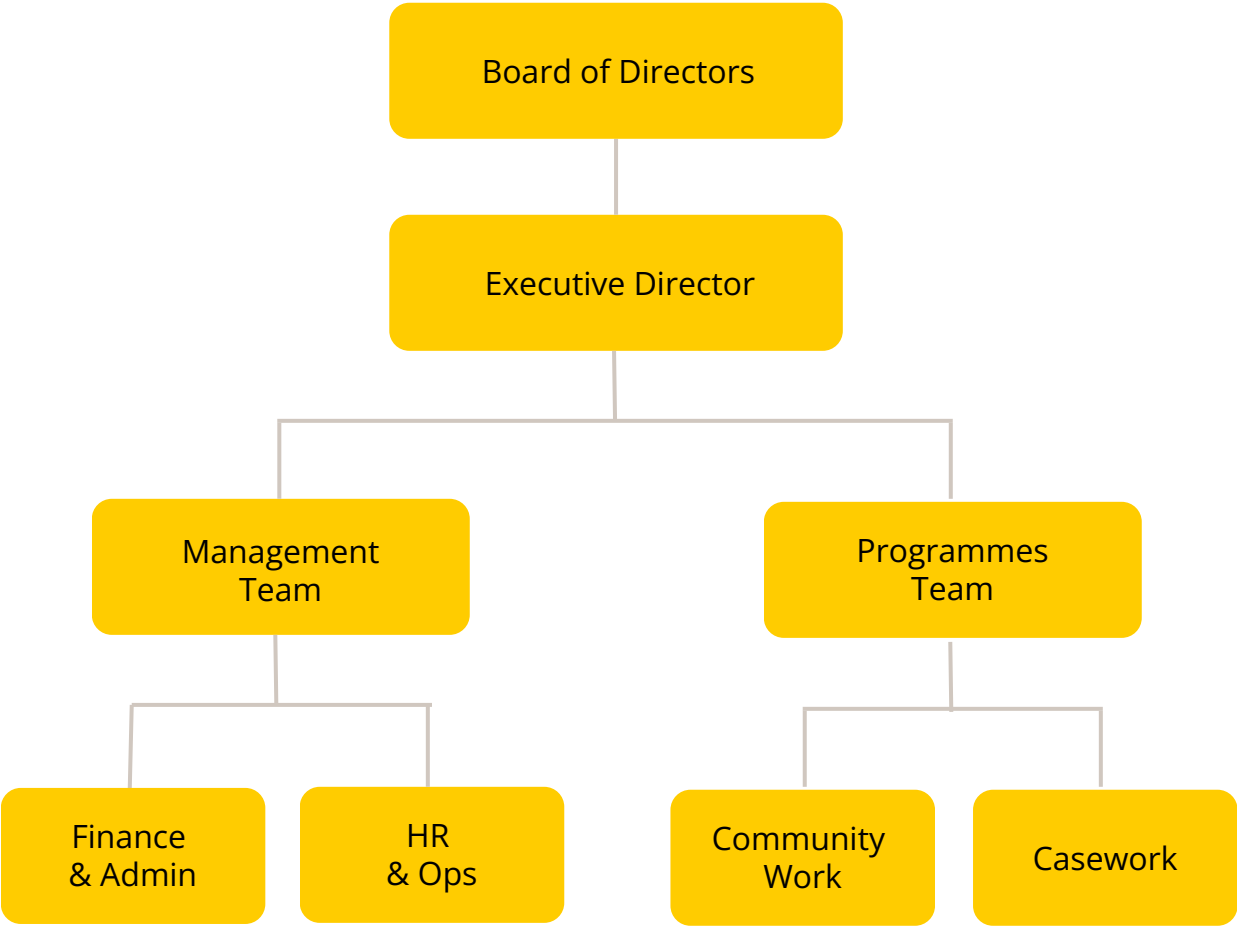 Board of Directors
Executive Director
Management
Team
Programmes
Team
Finance
& Admin
HR
& Ops
Community
Work
Casework